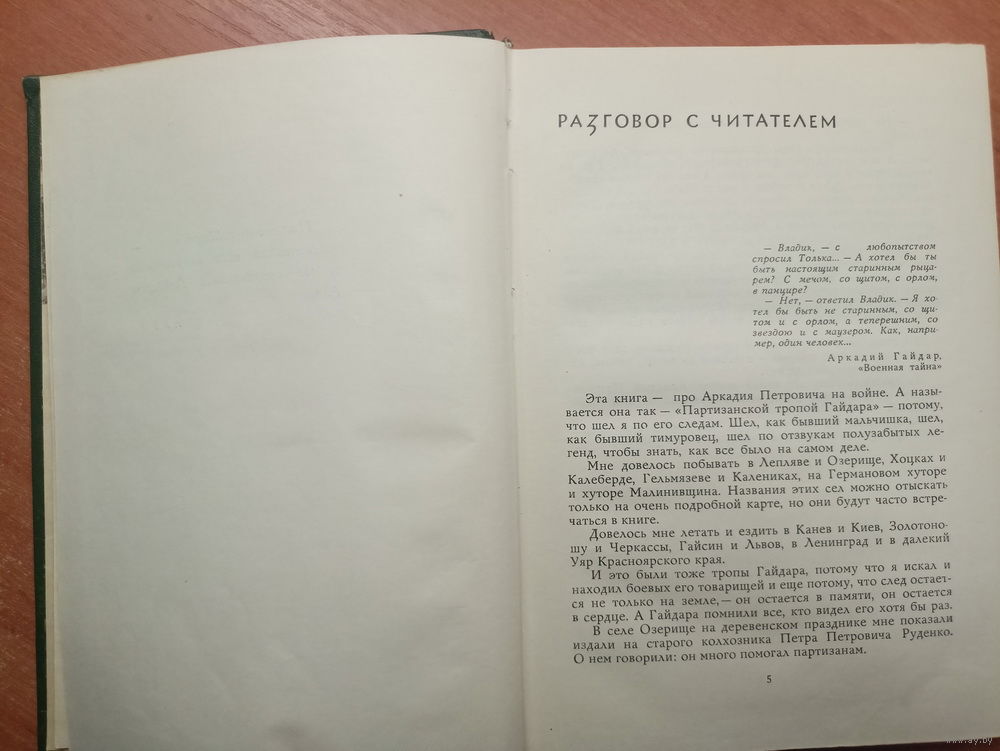 РАЗГОВОР С ЧИТАТЕЛЕМ
— Владик, — с любопытством
спросил Толька... — А хотел бы ты
быть настоящим старинным рыца-
рем? С мечом, со щитом, с орлом,
в панцире?
— Нет, — ответил Владик. — Я хо-
тел бы быть не старинным, со щи-
том и с орлом, а теперешним, со
звездою и с маузером. Как, напри-
мер, один человек...
Аркадий Гайдар,
«Военная тайна»
Эта книга — про Аркадия Петровича на войне. А назы-
вается она так — «Партизанской тропой Гайдара» — потому,
что шел я по его следам. Шел, как бывший мальчишка, шел,
как бывший тимуровец, шел по отзвукам полузабытых ле-
генд, чтобы знать, как все было на самом деле.
Мне довелось побывать в Лепляве и Озерище, Хоцках и
Калеберде, Гельмязеве и Калениках, на Германовом хуторе
и хуторе Малинивщина. Названия этих сел можно отыскать
только на очень подробной карте, но они будут часто встре-
чаться в книге.
Довелось мне летать и ездить в Канев и Киев, Золотоно-
шу и Черкассы, Гайсин и Львов, в Ленинград и в далекий
Уяр Красноярского края.
И это были тоже тропы Гайдара, потому что я искал и
находил боевых его товарищей и еще потому, что след остает-
ся не только на земле, — он остается в памяти, он остается
в сердце. А Гайдара помнили все, кто видел его хотя бы раз.
В селе Озерище на деревенском празднике мне показали
издали на старого колхозника Петра Петровича Руденко.
О нем говорили: он много помогал партизанам.
5
www.ay.by